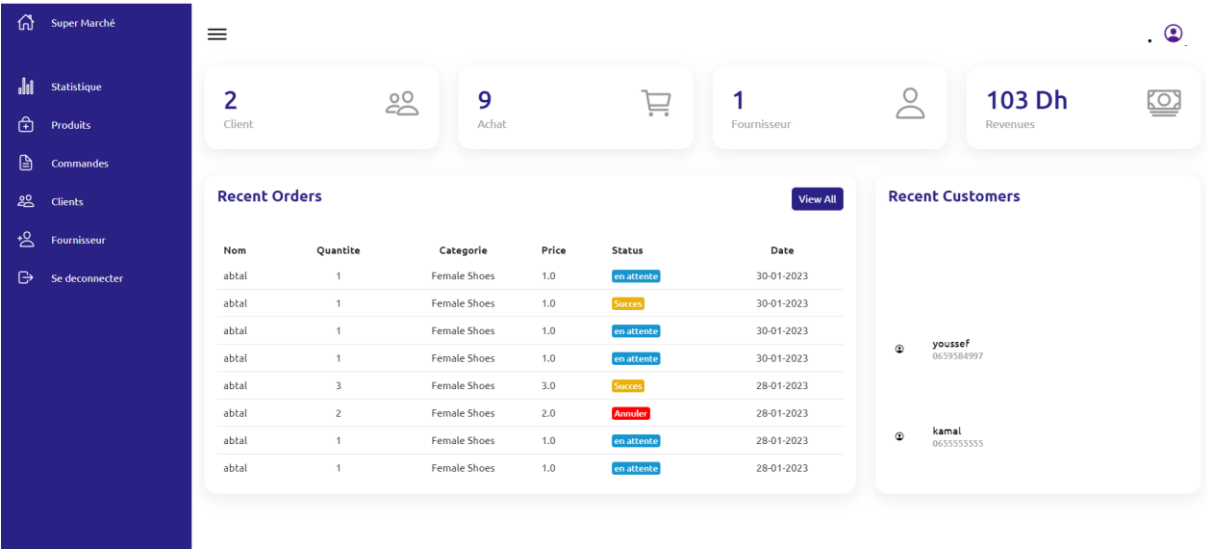 Super Marché
Statistique
Produits
Commandes
Clients
Fournisseur
Se deconnecter
2
Client
9
Achat
1
Fournisseur
103 Dh
Revenues
Recent Orders
View All
Nom Quantite Categorie Price Status Date
abtal 1 Female Shoes 1.0 en attente 30-01-2023
abtal 1 Female Shoes 1.0 Succes 30-01-2023
abtal 1 Female Shoes 1.0 en attente 30-01-2023
abtal 1 Female Shoes 1.0 en attente 30-01-2023
abtal 3 Female Shoes 3.0 Succes 28-01-2023
abtal 2 Female Shoes 2.0 Annuler 28-01-2023
abtal 1 Female Shoes 1.0 en attente 28-01-2023
abtal 1 Female Shoes 1.0 en attente 28-01-2023
Recent Customers
youssef
0659584997
kamal
0655555555